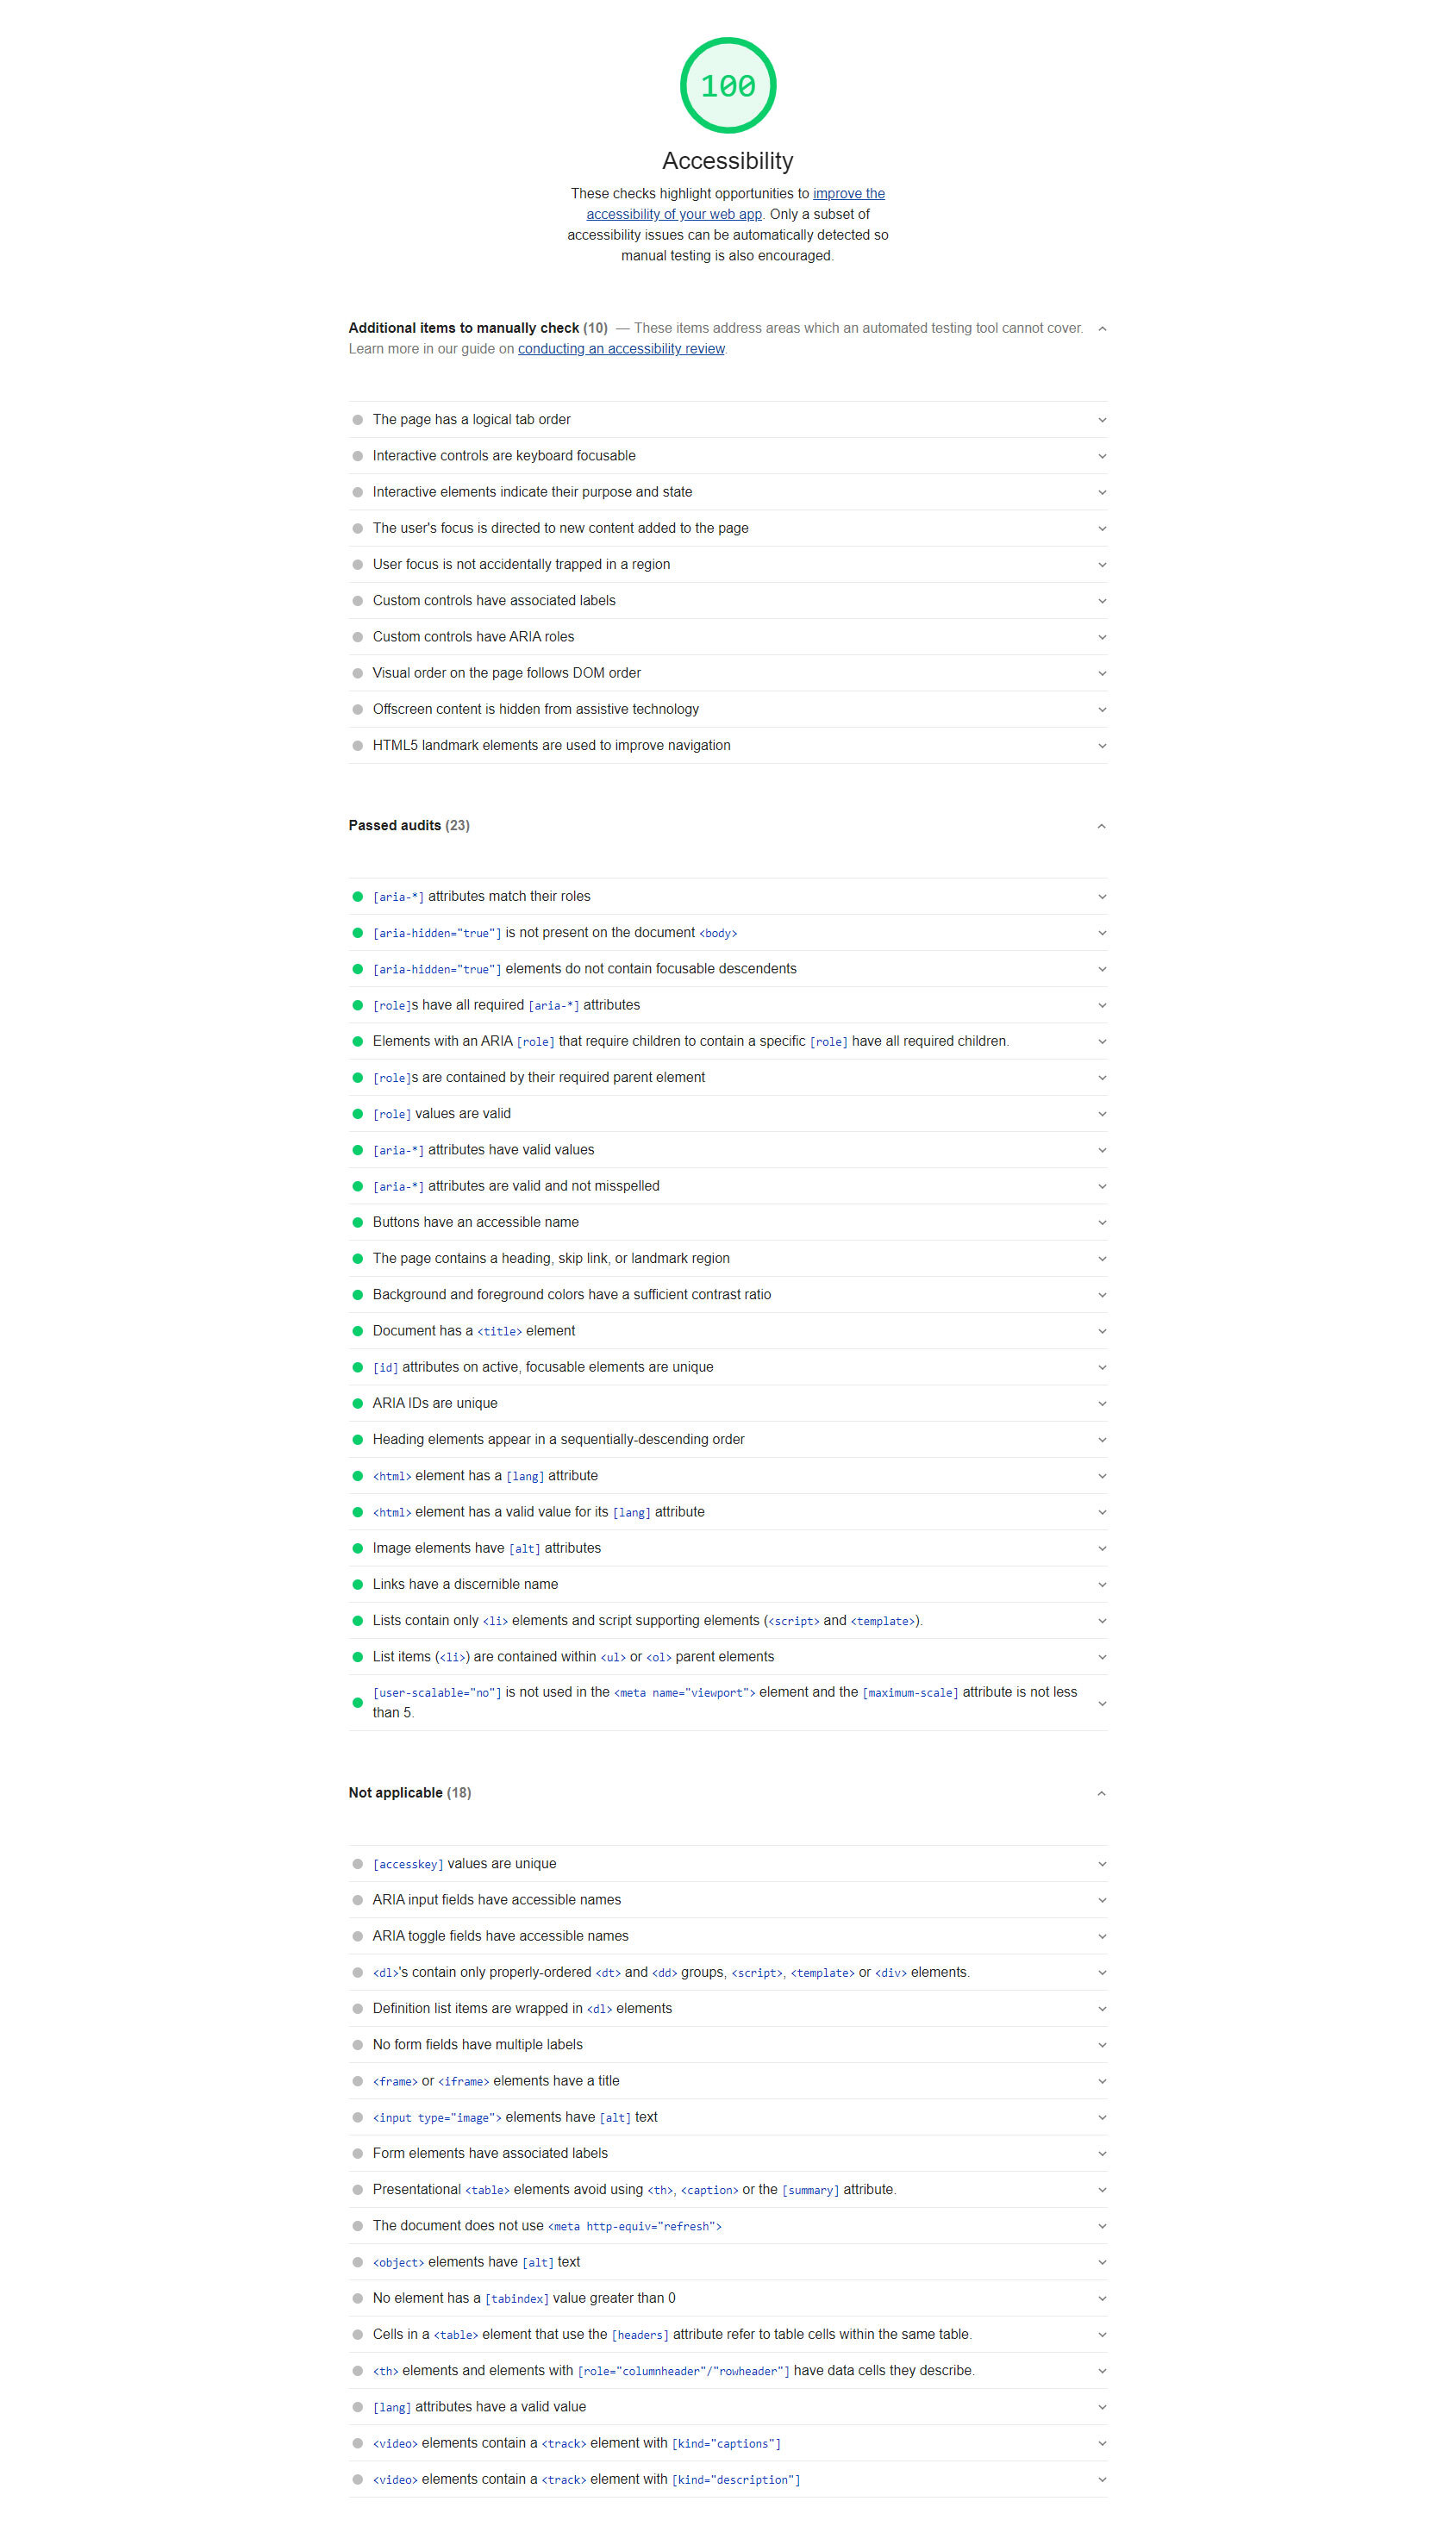 100
Accessibility
These checks highlight opportunities to improve the
accessibility of your web app. Only a subset of
accessibility issues can be automatically detected so
manual testing is also encouraged.
Additional items to manually check (10) — These items address areas which an automated testing tool cannot cover.
Learn more in our guide on conducting an accessibility review.
The page has a logical tab order
Interactive controls are keyboard focusable
Interactive elements indicate their purpose and state
The user's focus is directed to new content added to the page
User focus is not accidentally trapped in a region
Custom controls have associated labels
Custom controls have ARIA roles
Visual order on the page follows DOM order
Offscreen content is hidden from assistive technology
HTML5 landmark elements are used to improve navigation
Passed audits (23)
[aria-*] attributes match their roles
[aria-hidden="true"] is not present on the document <body>
[aria-hidden="true"] elements do not contain focusable descendents
[role]s have all required [aria-*] attributes
Elements with an ARIA [role] that require children to contain a specific [role] have all required children.
[role]s are contained by their required parent element
[role] values are valid
[aria-*] attributes have valid values
[aria-*] attributes are valid and not misspelled
Buttons have an accessible name
The page contains a heading, skip link, or landmark region
Background and foreground colors have a sufficient contrast ratio
Document has a <title> element
[id] attributes on active, focusable elements are unique
ARIA IDs are unique
Heading elements appear in a sequentially-descending order
<html> element has a [lang] attribute
<html> element has a valid value for its [lang] attribute
Image elements have [alt] attributes
Links have a discernible name
Lists contain only <li> elements and script supporting elements (<script> and <template>).
List items (<li>) are contained within <ul> or <ol> parent elements
[user-scalable="no"] is not used in the <meta name="viewport"> element and the [maximum-scale] attribute is not less
than 5.
Not applicable (18)
[accesskey] values are unique
ARIA input fields have accessible names
ARIA toggle fields have accessible names
<dl>'s contain only properly-ordered <dt> and <dd> groups, <script>, <template> or <div> elements.
Definition list items are wrapped in <dl> elements
No form fields have multiple labels
<frame> or <iframe> elements have a title
<input type="image"> elements have [alt] text
Form elements have associated labels
Presentational <table> elements avoid using <th>, <caption> or the [summary] attribute.
The document does not use <meta http-equiv="refresh">
<object> elements have [alt] text
No element has a [tabindex] value greater than 0
Cells in a <table> element that use the [headers] attribute refer to table cells within the same table.
<th> elements and elements with [role="columnheader"/"rowheader"] have data cells they describe.
[lang] attributes have a valid value
<video> elements contain a <track> element with [kind="captions"]
<video> elements contain a <track> element with [kind="description"]